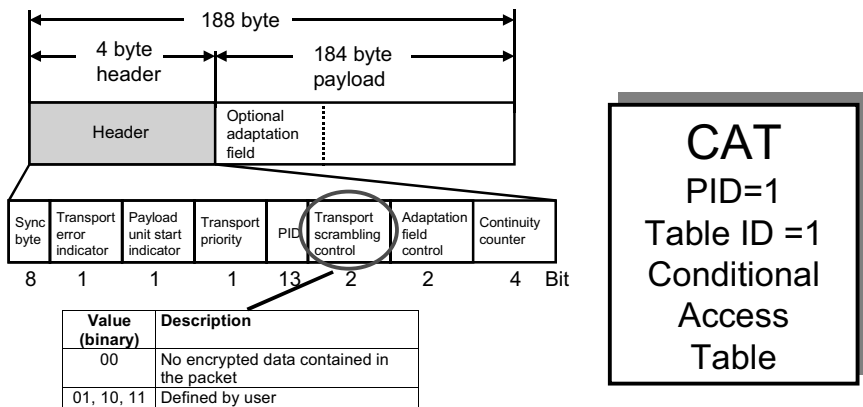 188 byte
4 byte
header
184 byte
payload
Header
Optional
adaptation
field
Sync
byte
Transport
error
indicator
Payload
unit start
indicator
Transport
priority
PID
Transport
scrambling
control
Adaptation
field
control
Continuity
counter
8 1 1 1 13 2 2 4 Bit
Value
(binary)
Description
00
No encrypted data contained in
the packet
01, 10, 11 Defined by user
CAT
PID=1
Table ID =1
Conditional
Access
Table